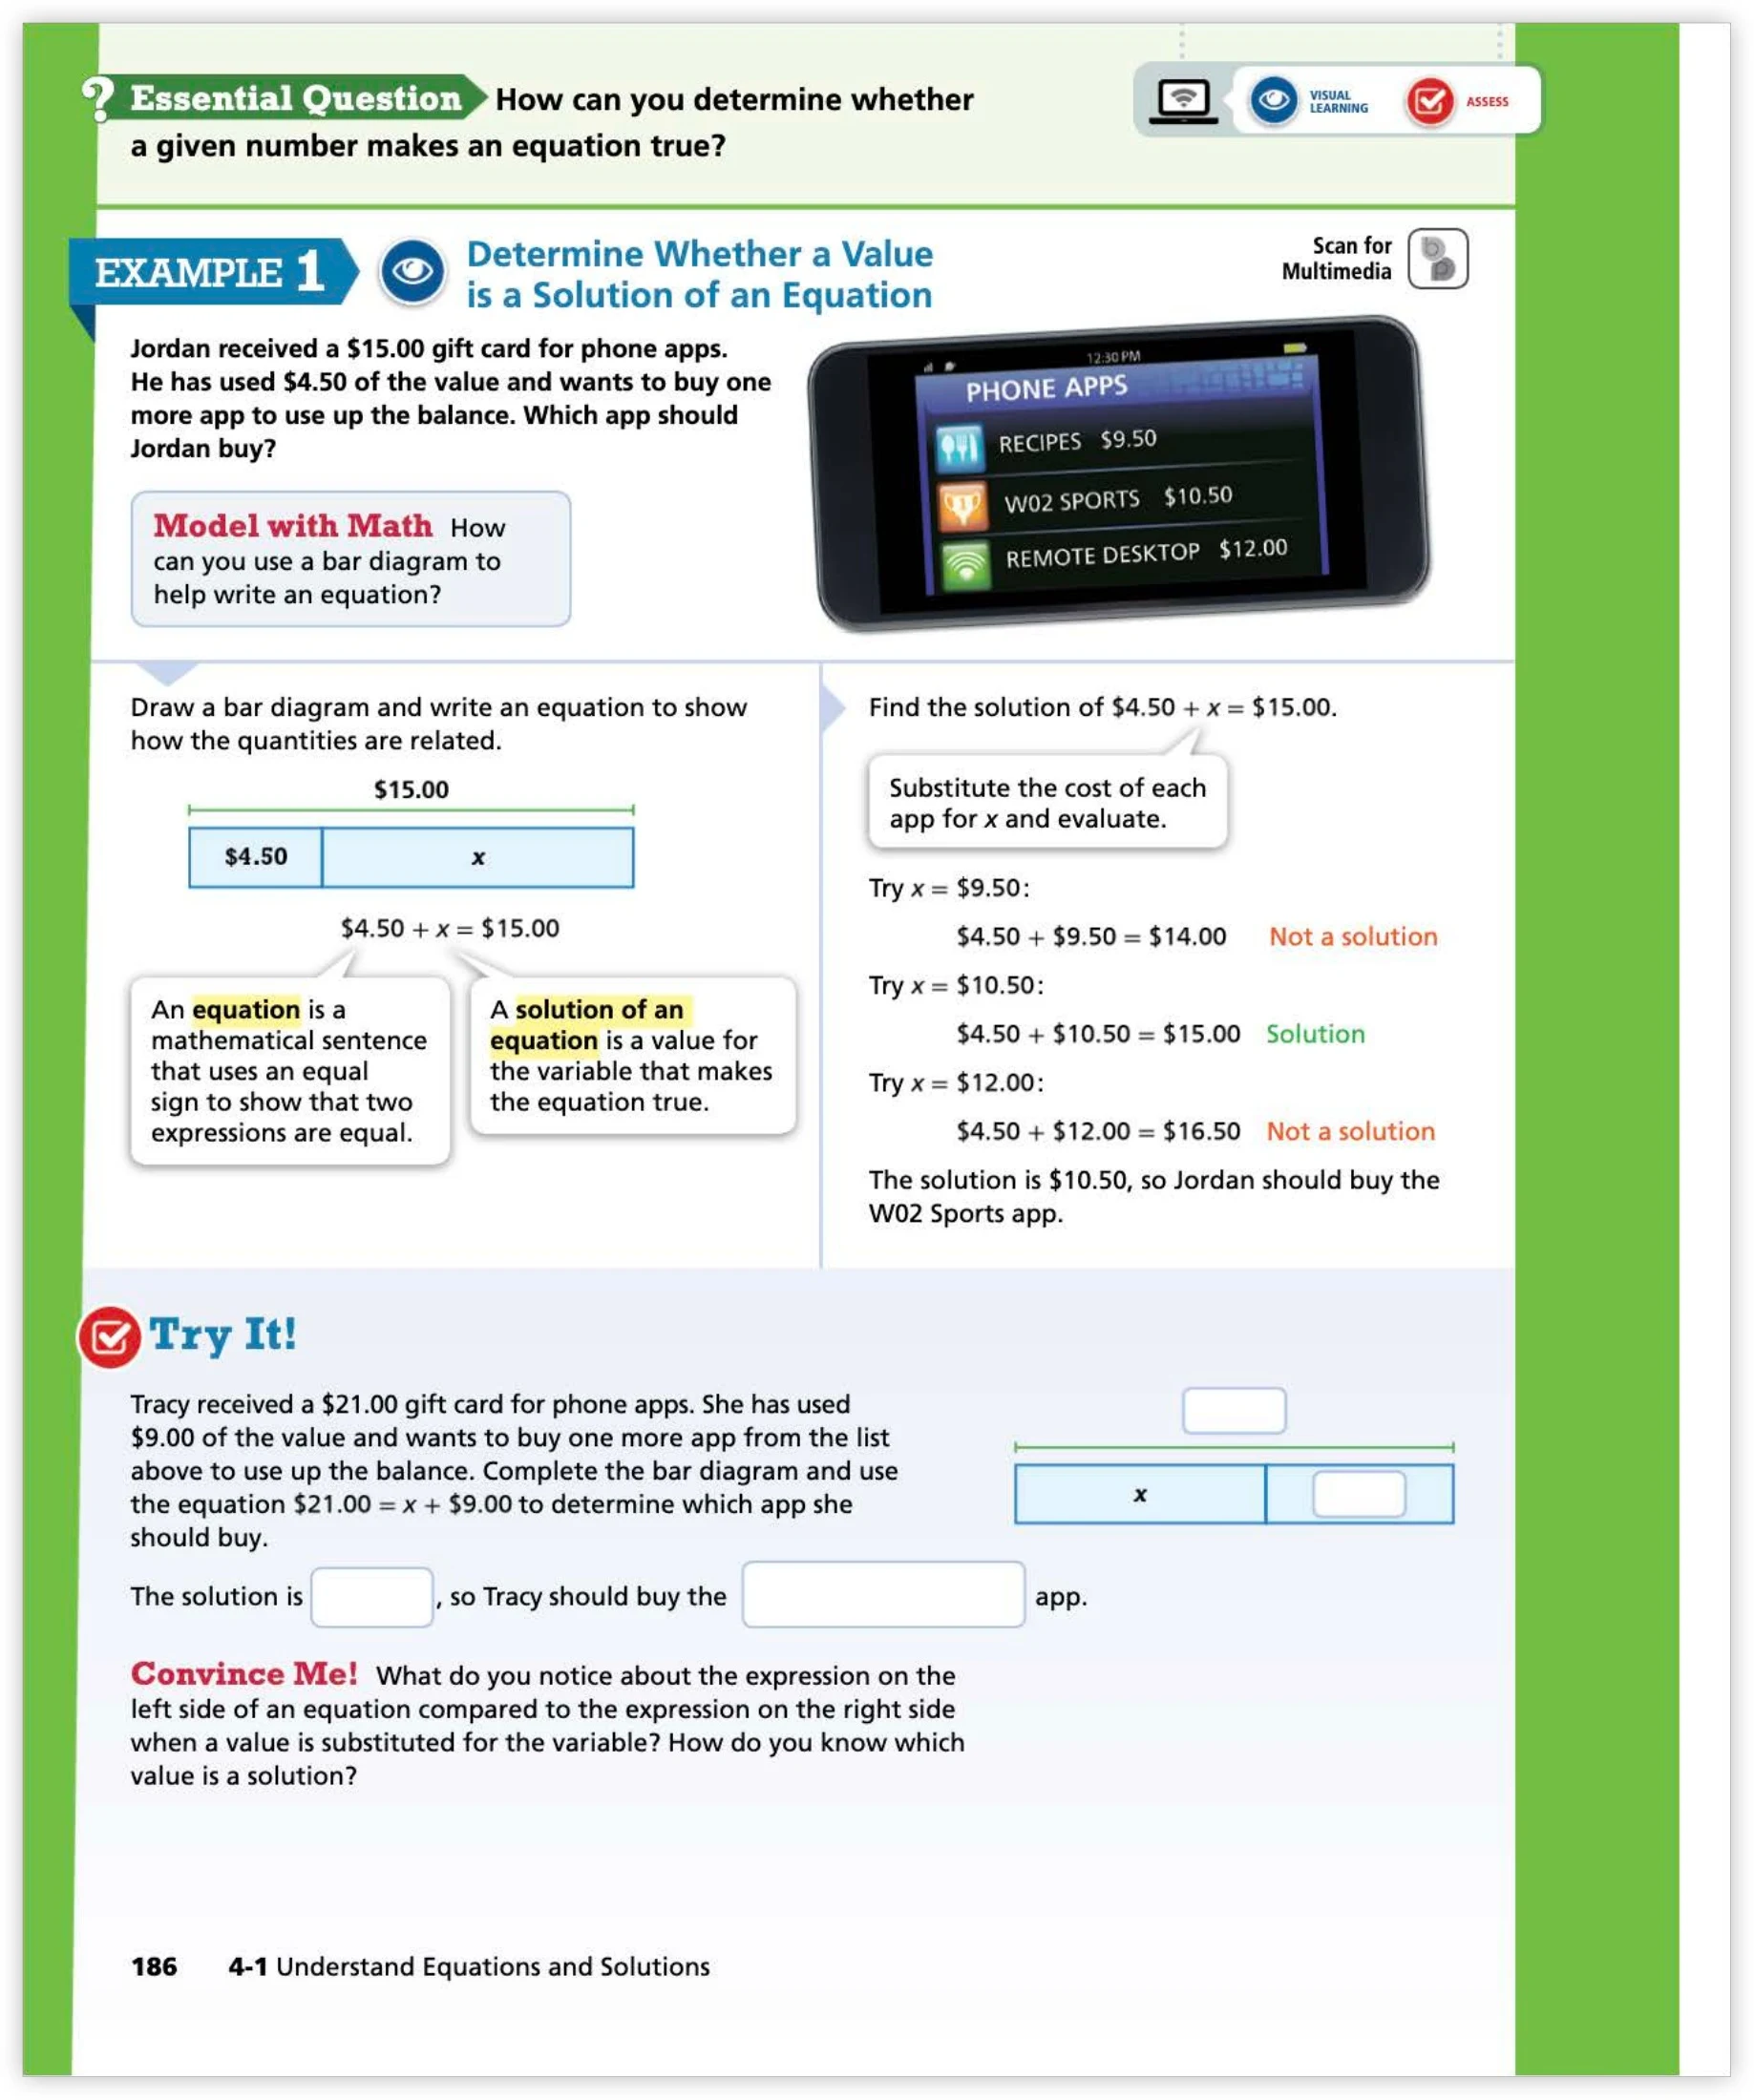 ? Essential Question How can you determine whether
a given number makes an equation true?
VISUAL
LEARNING
ASSESS
EXAMPLE 1
Determine Whether a Value
is a Solution of an Equation
Scan for
Multimedia
Jordan received a $15.00 gift card for phone apps.
He has used $4.50 of the value and wants to buy one
more app to use up the balance. Which app should
Jordan buy?
12:30 PM
PHONE APPS
RECIPES $9.50
W02 SPORTS $10.50
REMOTE DESKTOP $12.00
Model with Math How
can you use a bar diagram to
help write an equation?
Draw a bar diagram and write an equation to show
how the quantities are related.
$15.00
$4.50 x
$4.50 + x = $15.00
An equation is a
mathematical sentence
that uses an equal
sign to show that two
expressions are equal.
A solution of an
equation is a value for
the variable that makes
the equation true.
Find the solution of $4.50 + x = $15.00.
Substitute the cost of each
app for x and evaluate.
Try x = $9.50:
$4.50 + $9.50 = $14.00 Not a solution
Try x = $10.50:
$4.50 + $10.50 = $15.00 Solution
Try x = $12.00:
$4.50 + $12.00 = $16.50 Not a solution
The solution is $10.50, so Jordan should buy the
W02 Sports app.
Try It!
Tracy received a $21.00 gift card for phone apps. She has used
$9.00 of the value and wants to buy one more app from the list
above to use up the balance. Complete the bar diagram and use
the equation $21.00 = x + $9.00 to determine which app she
should buy.
x
The solution is , so Tracy should buy the app.
Convince Me! What do you notice about the expression on the
left side of an equation compared to the expression on the right side
when a value is substituted for the variable? How do you know which
value is a solution?
186 4-1 Understand Equations and Solutions